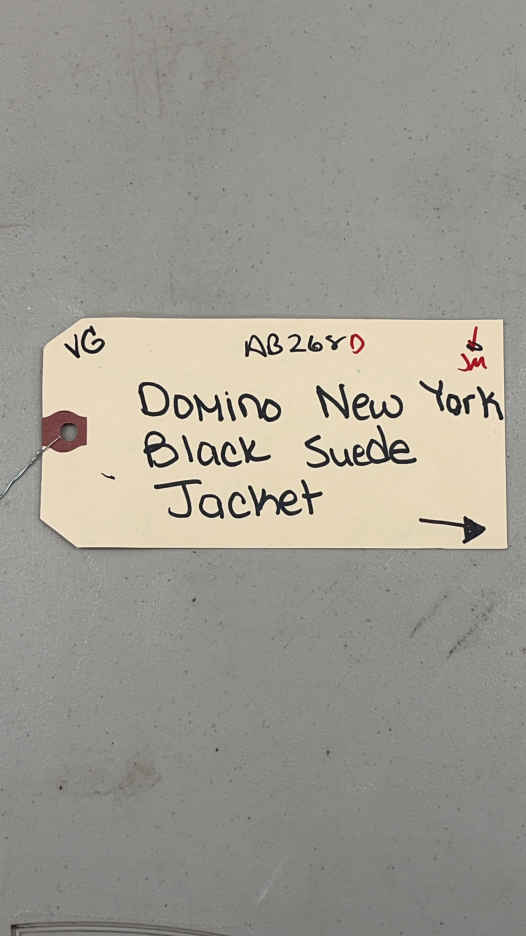 VG AB268D
JM
Domino New York
Black Suede
Jacket